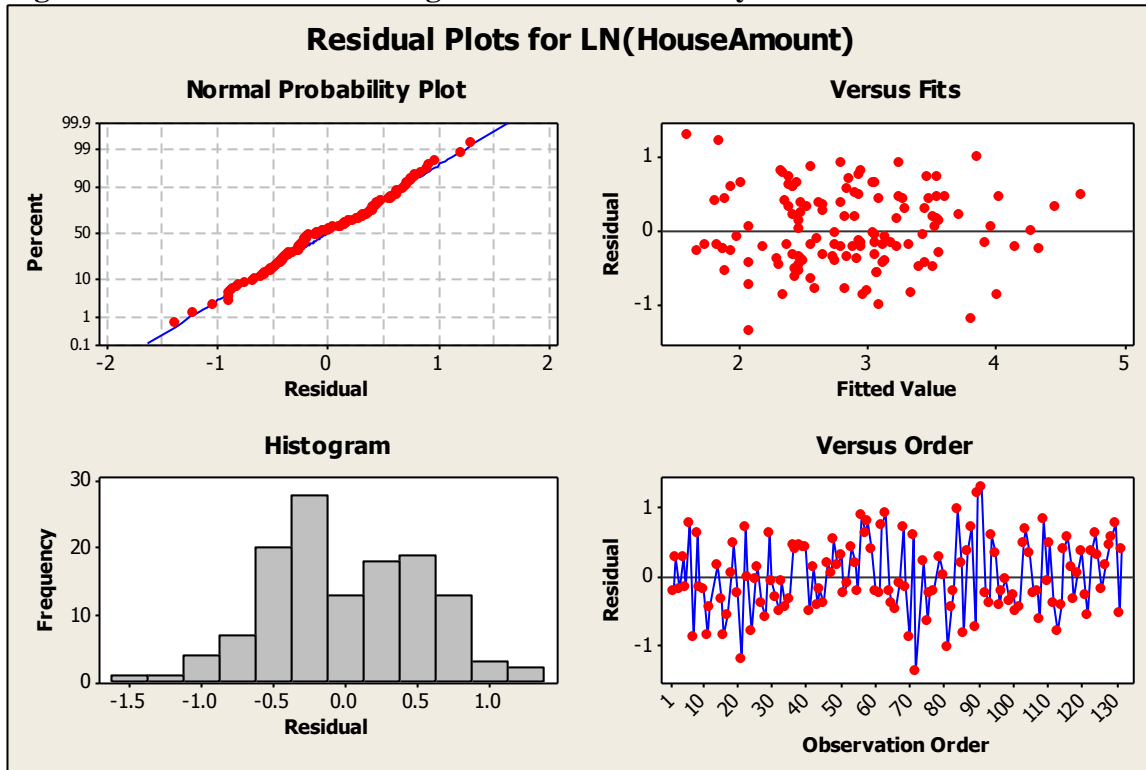 Residual Plots for LN(HouseAmount)
Normal Probability Plot
Versus Fits
99.9
99
90
50
10
1
0.1
Percent
-2 -1 0 1 2
Residual
1
0
-1
Residual
2 3 4 5
Fitted Value
Histogram
Versus Order
30
20
10
0
Frequency
-1.5 -1.0 -0.5 0.0 0.5 1.0
Residual
1
0
-1
Residual
1 10 20 30 40 50 60 70 80 90 100 110 120 130
Observation Order